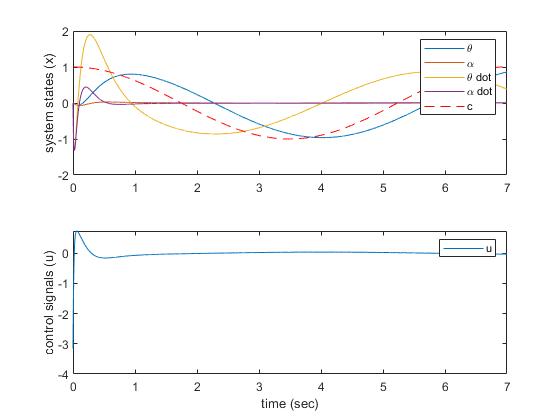 2
1
0
-1
-2
system states (x)
θ
α
θ dot
α dot
c
0 1 2 3 4 5 6 7
0
-1
-2
-3
-4
control signals (u)
u
0 1 2 3 4 5 6 7
time (sec)